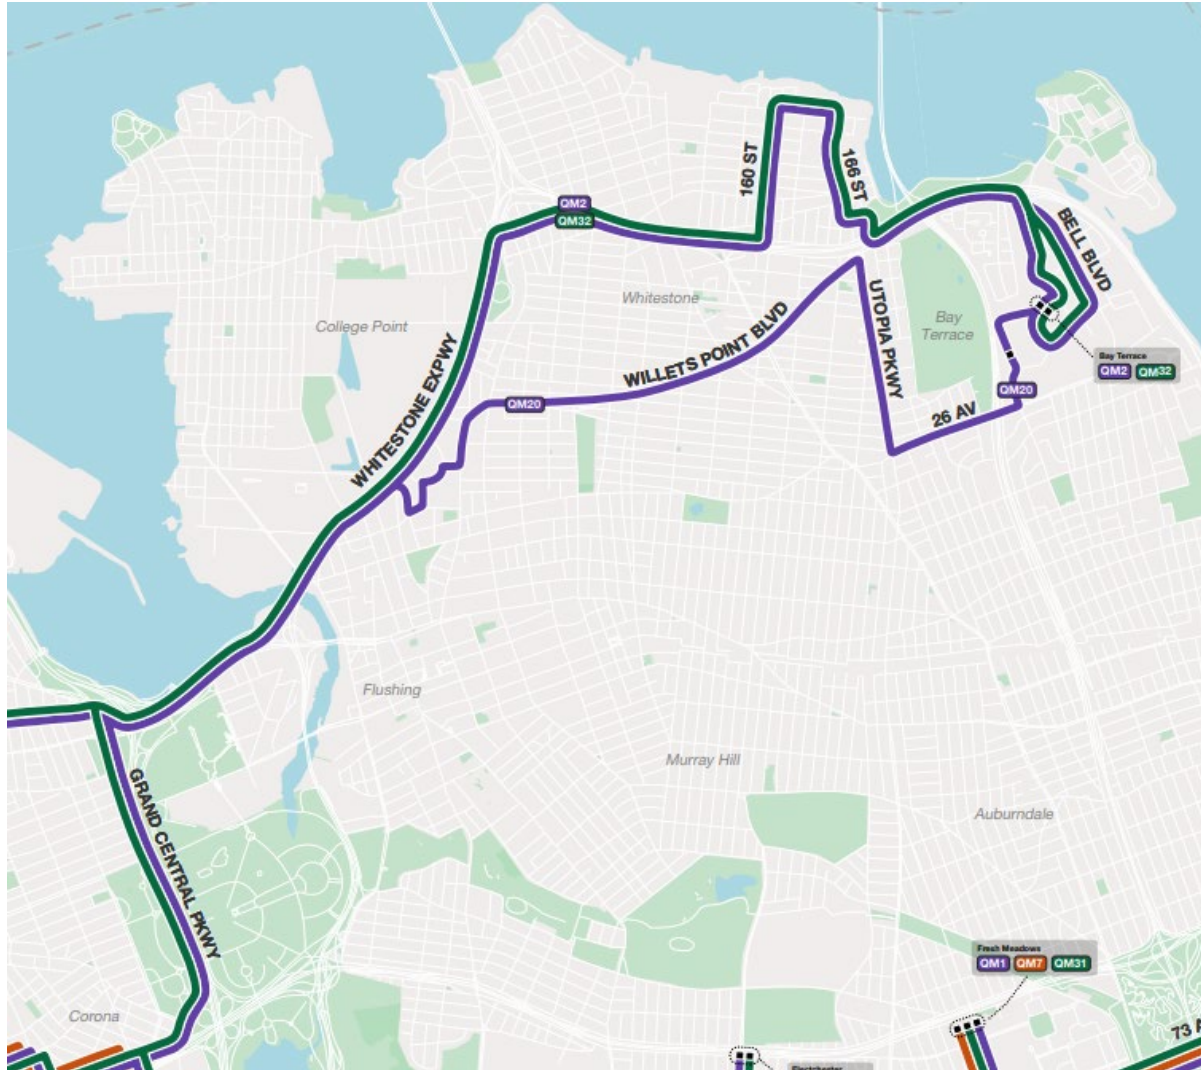 160 ST
166 ST
QM2
QM32
BELL BLVD
Whitestone
College Point
Bay
Terrace
UTOPIA PKWY
WILLETS POINT BLVD
WHITESTONE EXPWY
Bay Terrace
QM2 QM32
QM20
QM20
26 AV
Flushing
Murray Hill
Auburndale
GRAND CENTRAL PKWY
Fresh Meadows
QM1 QM7 QM31
Corona
73 A